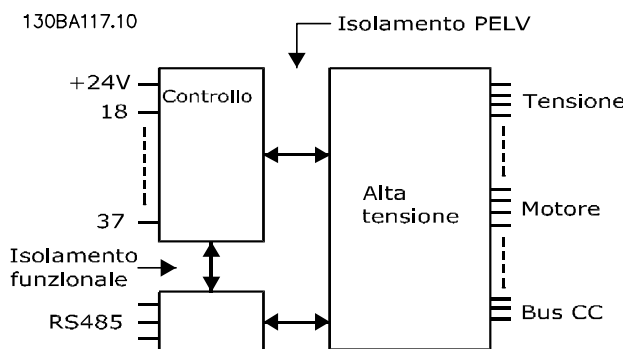 130BA117.10
Isolamento PELV
+24V
Controllo
18
37
Alta
tensione
Tensione
Motore
Bus CC
Isolamento
funzionale
RS485